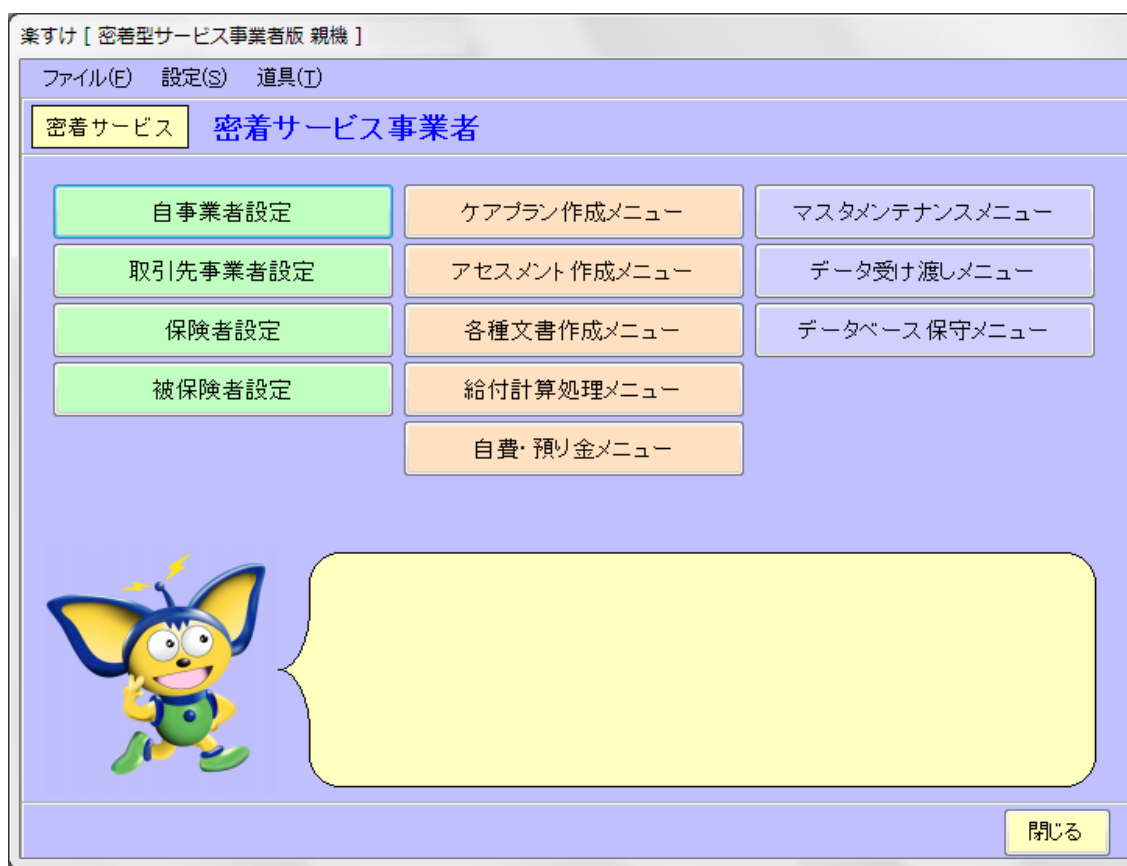 楽すけ [ 密着型サービス事業者版 親機 ]
ファイル(F) 設定(S) 道具(T)
密着サービス 密着サービス事業者
自事業者設定 ケアプラン作成メニュー マスタメンテナンスメニュー
取引先事業者設定 アセスメント作成メニュー データ受け渡しメニュー
保険者設定 各種文書作成メニュー データベース保守メニュー
被保険者設定 給付計算処理メニュー
自費・預り金メニュー
閉じる